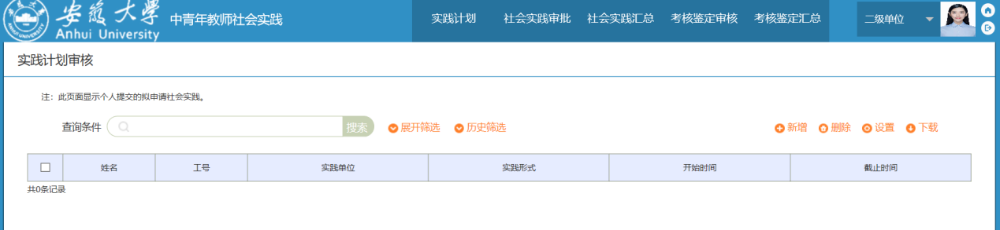 安徽大学 中青年教师社会实践 实践计划 社会实践审批 社会实践汇总 考核鉴定审核 考核鉴定汇总 二级单位
Anhui University
实践计划审核
注：此页面显示个人提交的拟申请社会实践。
查询条件 搜索 展开筛选 历史筛选 新增 删除 设置 下载
姓名 工号 实践单位 实践形式 开始时间 截止时间
共0条记录